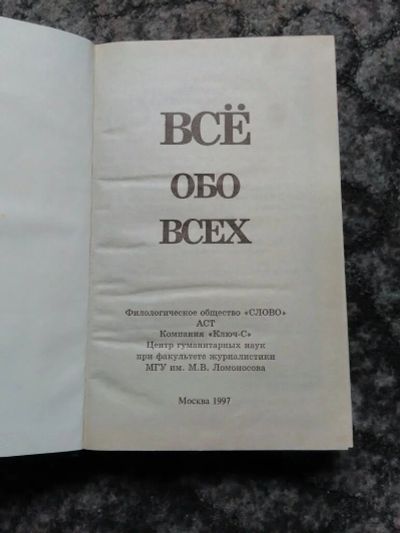 ВСЁ
ОБО
ВСЕХ
Филологическое общество «СЛОВО»
АСТ
Компания «Ключ-С»
Центр гуманитарных наук
при факультете журналистики
МГУ им. М.В. Ломоносова
Москва 1997